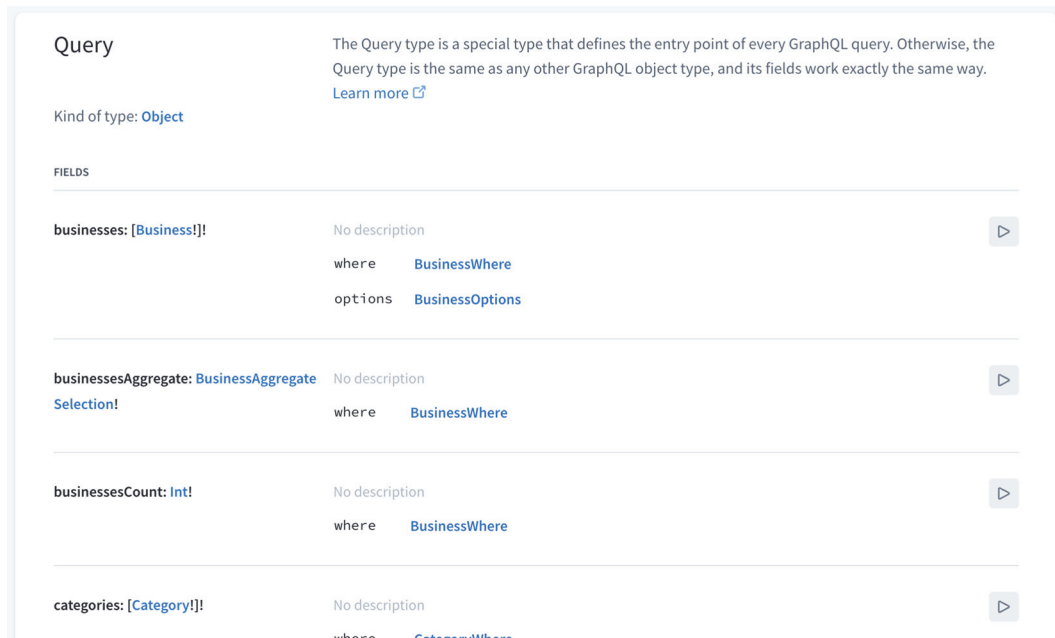 Query
The Query type is a special type that defines the entry point of every GraphQL query. Otherwise, the
Query type is the same as any other GraphQL object type, and its fields work exactly the same way.
Learn more
Kind of type: Object
FIELDS
businesses: [Business!]!
No description
where BusinessWhere
options BusinessOptions
businessesAggregate: BusinessAggregate
Selection!
No description
where BusinessWhere
businessesCount: Int!
No description
where BusinessWhere
categories: [Category!]!
No description
where CategoryWhere